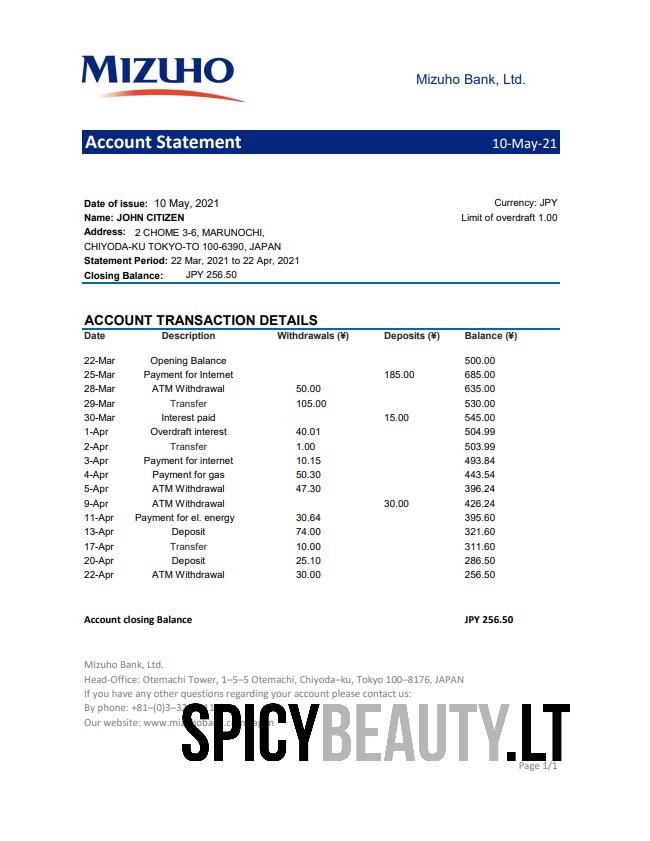 MIZUHO
Mizuho Bank, Ltd.
Account Statement 10-May-21
Date of issue: 10 May, 2021 Currency: JPY
Name: JOHN CITIZEN Limit of overdraft 1.00
Address: 2 CHOME 3-6, MARUNOCHI,
CHIYODA-KU TOKYO-TO 100-6390, JAPAN
Statement Period: 22 Mar, 2021 to 22 Apr, 2021
Closing Balance: JPY 256.50
ACCOUNT TRANSACTION DETAILS
Date Description Withdrawals (¥) Deposits (¥) Balance (¥)
22-Mar Opening Balance 500.00
25-Mar Payment for Internet 185.00 685.00
28-Mar ATM Withdrawal 50.00 635.00
29-Mar Transfer 105.00 530.00
30-Mar Interest paid 15.00 545.00
1-Apr Overdraft interest 40.01 504.99
2-Apr Transfer 1.00 503.99
3-Apr Payment for internet 10.15 493.84
4-Apr Payment for gas 50.30 443.54
5-Apr ATM Withdrawal 47.30 396.24
9-Apr ATM Withdrawal 30.00 426.24
11-Apr Payment for el. energy 30.64 395.60
13-Apr Deposit 74.00 321.60
17-Apr Transfer 10.00 311.60
20-Apr Deposit 25.10 286.50
22-Apr ATM Withdrawal 30.00 256.50
Account closing Balance JPY 256.50
Mizuho Bank, Ltd.
Head-Office: Otemachi Tower, 1–5–5 Otemachi, Chiyoda–ku, Tokyo 100–8176, JAPAN
If you have any other questions regarding your account please contact us:
By phone:
Our website:
SPICYBEAUTY.LT
Page 1/1